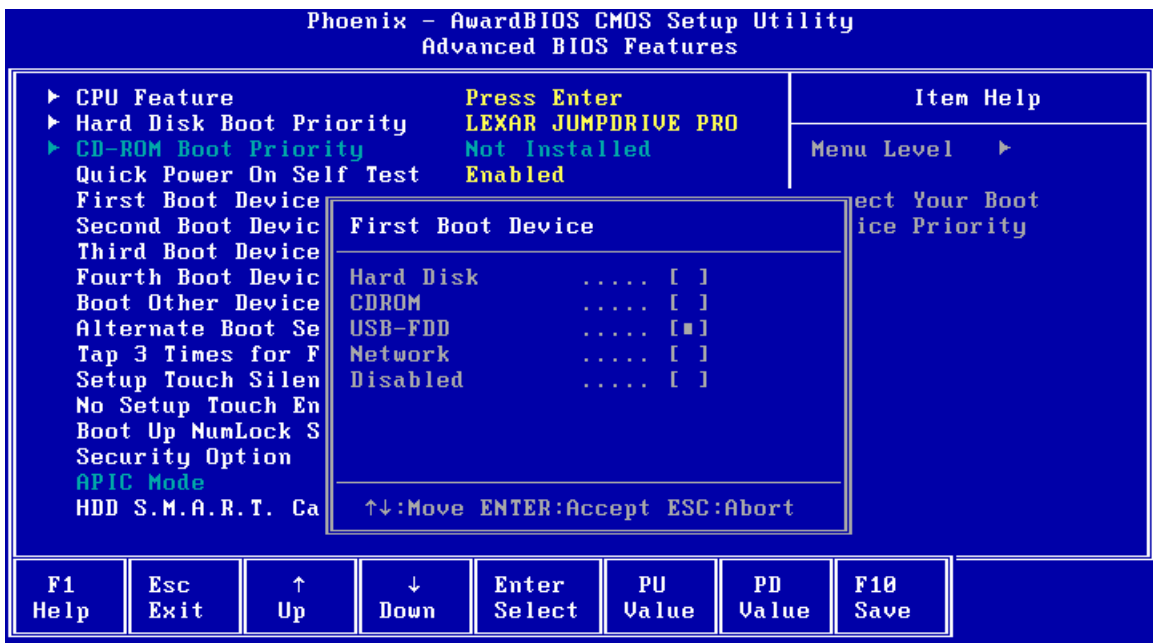 Phoenix - AwardBIOS CMOS Setup Utility
Advanced BIOS Features
► CPU Feature Press Enter
► Hard Disk Boot Priority LEXAR JUMPDRIVE PRO
► CD-ROM Boot Priority Not Installed
Quick Power On Self Test Enabled
First Boot Device
Second Boot Devic
Third Boot Device
Fourth Boot Devic
Boot Other Device
Alternate Boot Se
Tap 3 Times for F
Setup Touch Silen
No Setup Touch En
Boot Up NumLock S
Security Option
APIC Mode
HDD S.M.A.R.T. Ca
First Boot Device
Hard Disk ..... [ ]
CDROM ..... [ ]
USB-FDD ..... [■]
Network ..... [ ]
Disabled ..... [ ]
↑↓:Move ENTER:Accept ESC:Abort
Item Help
Menu Level ►
ect Your Boot
ice Priority
F1 Help
Esc Exit
↑ Up
↓ Down
Enter Select
PU Value
PD Value
F10 Save